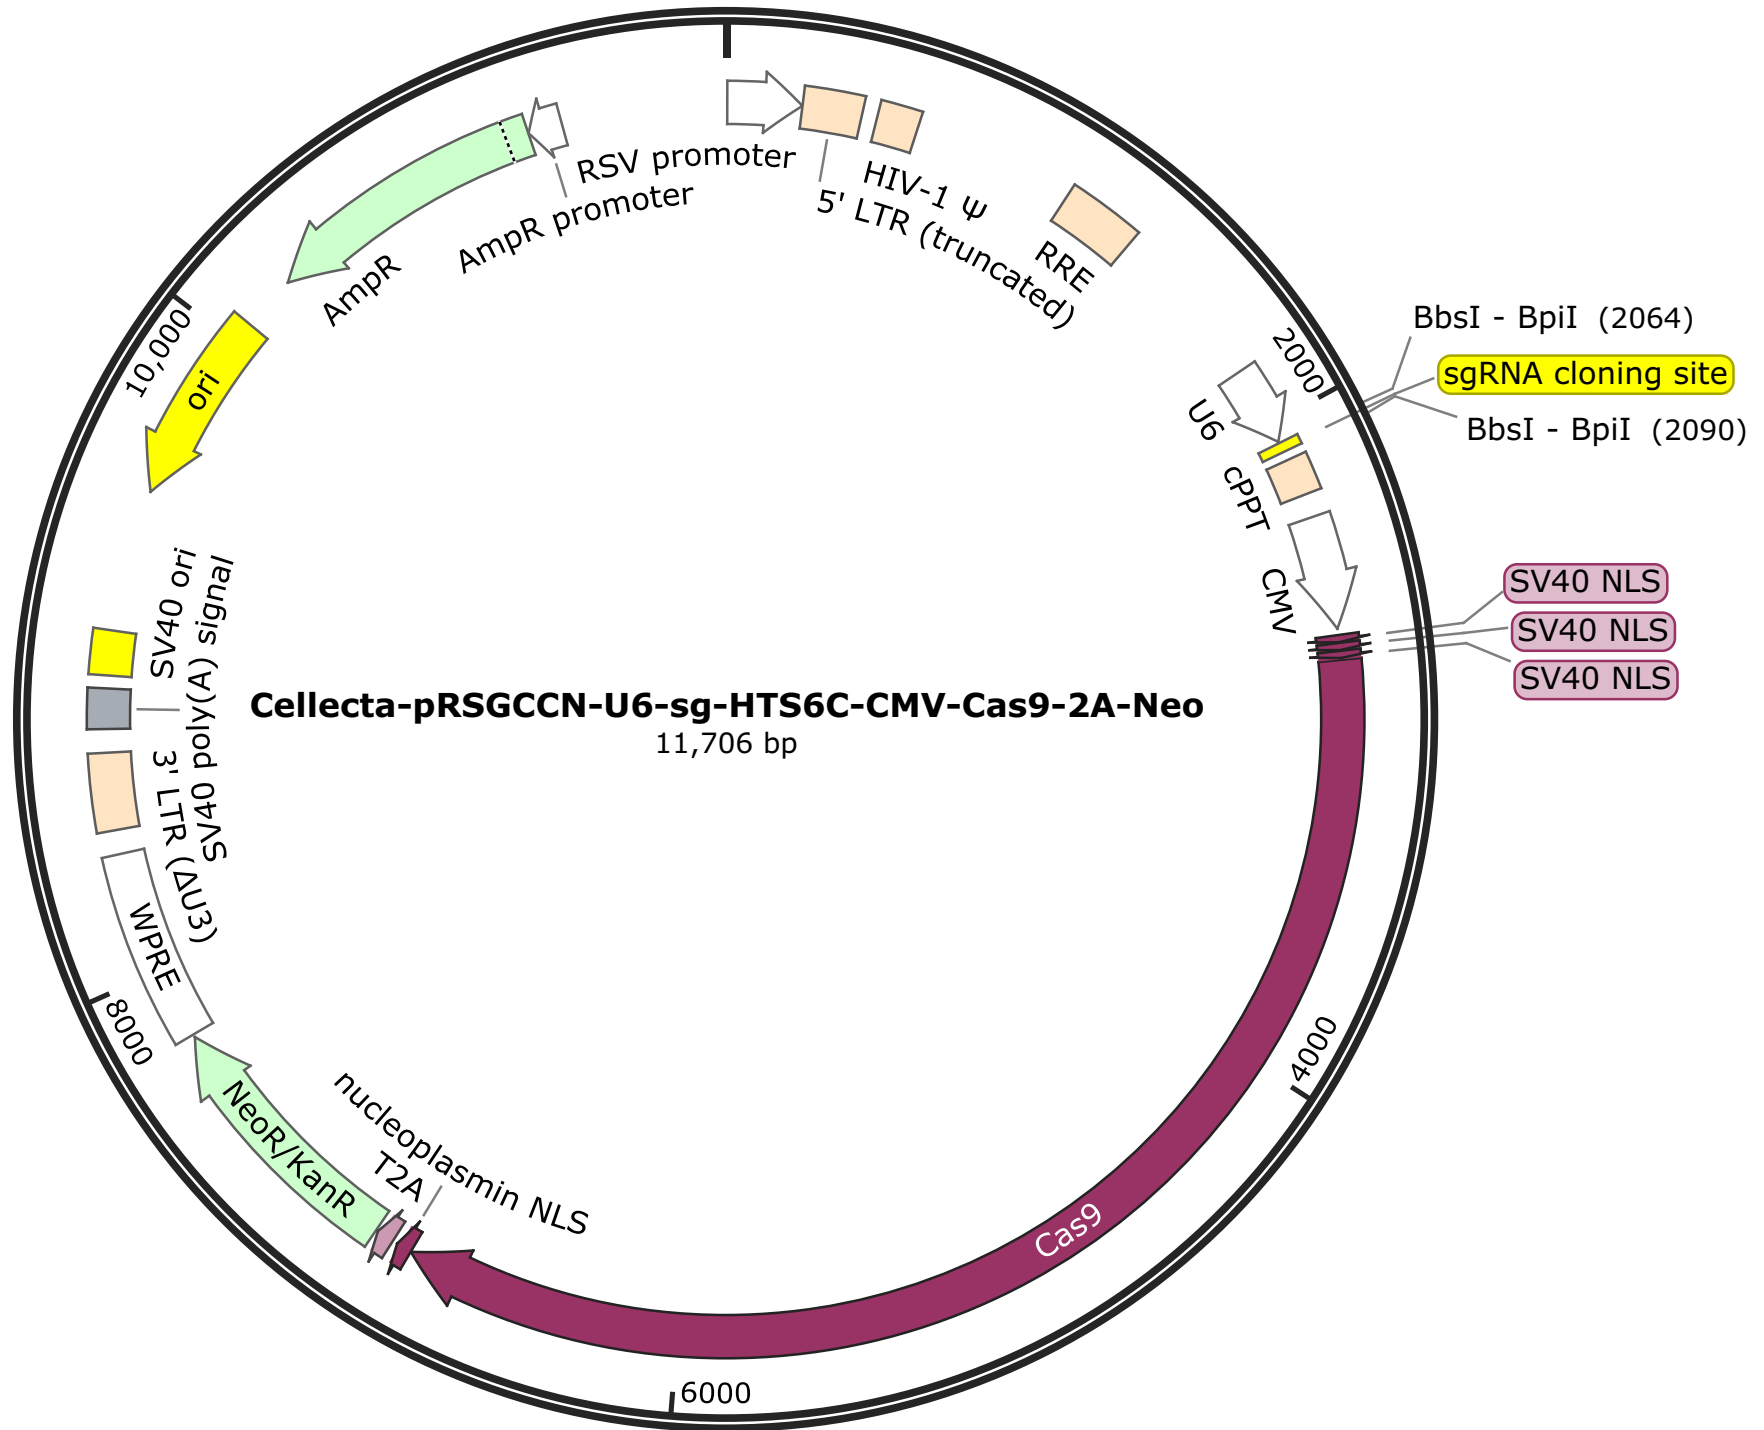 RSV promoter
AmpR promoter
AmpR
HIV-1 Ψ
5' LTR (truncated)
RRE
10,000
ori
2000
BbsI - BpiI (2064)
sgRNA cloning site
BbsI - BpiI (2090)
U6
cPPT
CMV
SV40 NLS
SV40 NLS
SV40 NLS
SV40 ori
SV40 poly(A) signal
Cellecta-pRSGCCN-U6-sg-HTS6C-CMV-Cas9-2A-Neo
11,706 bp
3' LTR (ΔU3)
WPRE
8000
4000
nucleoplasmin NLS
T2A
NeoR/KanR
Cas9
6000